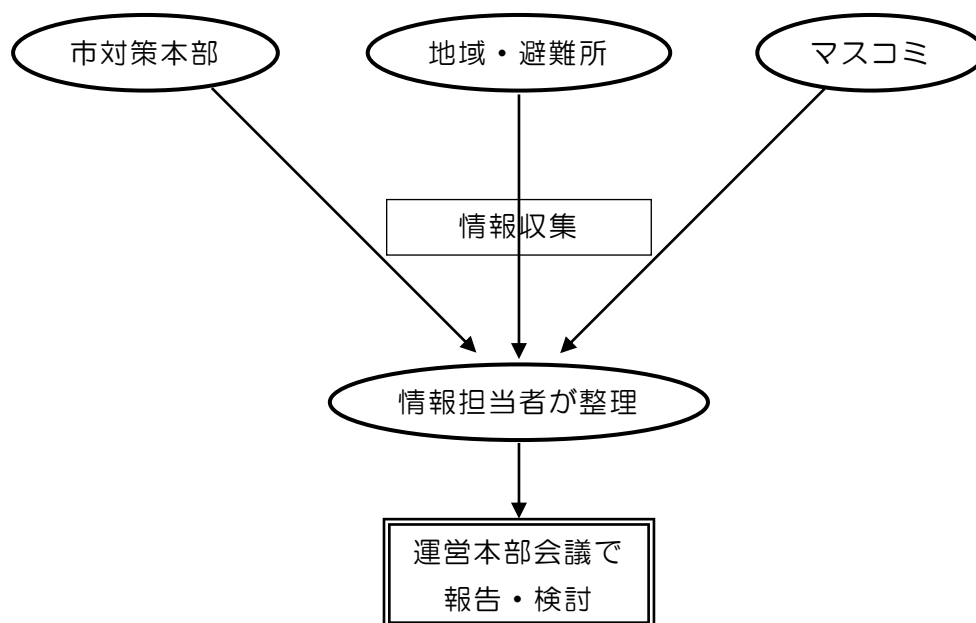 市対策本部
地域・避難所
マスコミ
情報収集
情報担当者が整理
運営本部会議で
報告・検討